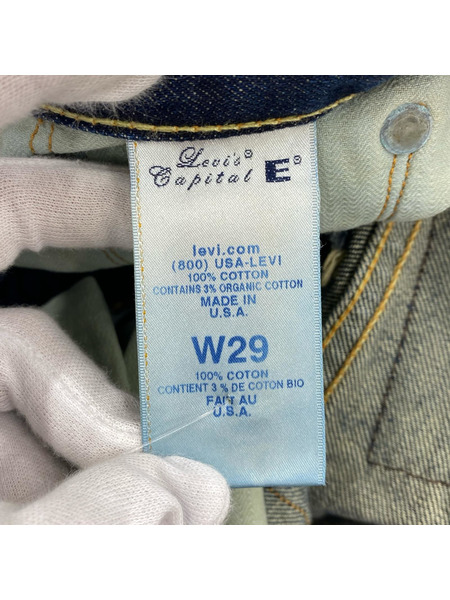 Levi's®
Capital E®
levi.com
(800) USA-LEVI
100% COTTON
CONTAINS 3% ORGANIC COTTON
MADE IN
U.S.A.
W29
100% COTON
CONTIENT 3 % DE COTON BIO
FAIT AU
U.S.A.